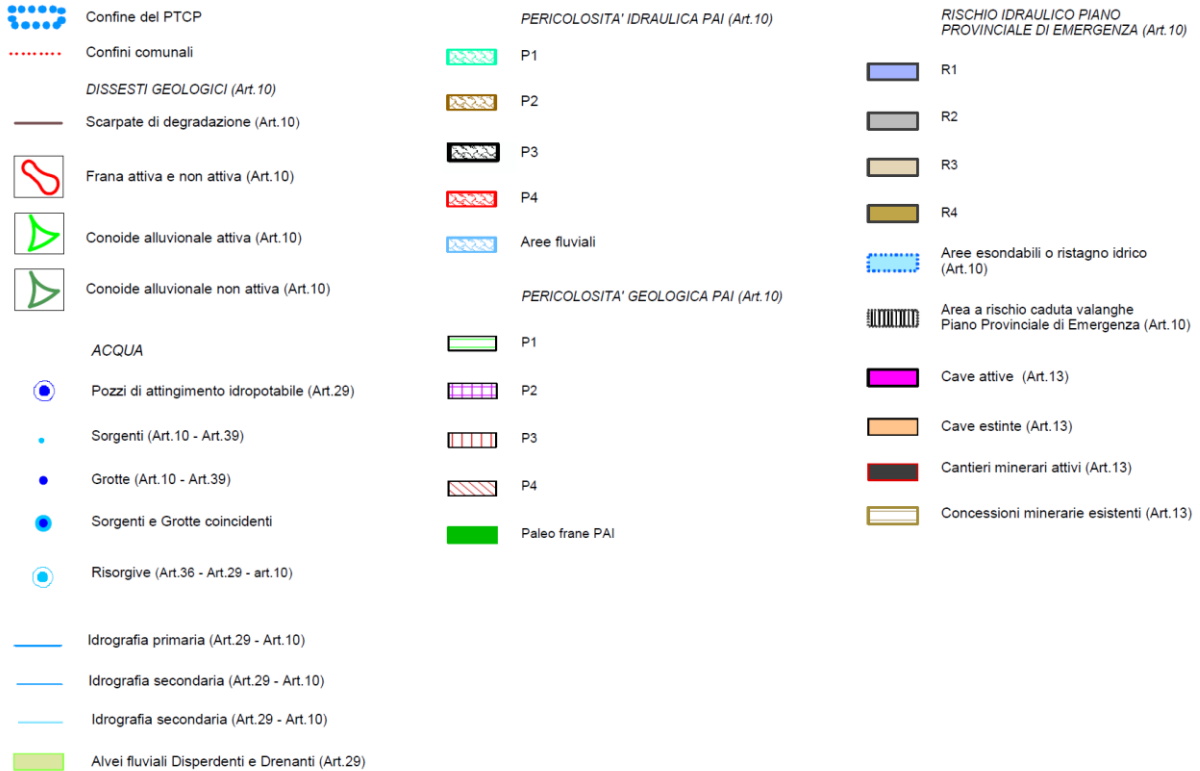 Confine del PTCP
Confini comunali
DISSESTI GEOLOGICI (Art.10)
Scarpate di degradazione (Art.10)
Frana attiva e non attiva (Art.10)
Conoide alluvionale attiva (Art.10)
Conoide alluvionale non attiva (Art.10)
ACQUA
Pozzi di attingimento idropotabile (Art.29)
Sorgenti (Art.10 - Art.39)
Grotte (Art.10 - Art.39)
Sorgenti e Grotte coincidenti
Risorgive (Art.36 - Art.29 - art.10)
Idrografia primaria (Art.29 - Art.10)
Idrografia secondaria (Art.29 - Art.10)
Idrografia secondaria (Art.29 - Art.10)
Alvei fluviali Disperdenti e Drenanti (Art.29)
PERICOLOSITA' IDRAULICA PAI (Art.10)
P1
P2
P3
P4
Aree fluviali
PERICOLOSITA' GEOLOGICA PAI (Art.10)
P1
P2
P3
P4
Paleo frane PAI
RISCHIO IDRAULICO PIANO
PROVINCIALE DI EMERGENZA (Art.10)
R1
R2
R3
R4
Aree esondabili o ristagno idrico
(Art.10)
Area a rischio caduta valanghe
Piano Provinciale di Emergenza (Art.10)
Cave attive (Art.13)
Cave estinte (Art.13)
Cantieri minerari attivi (Art.13)
Concessioni minerarie esistenti (Art.13)